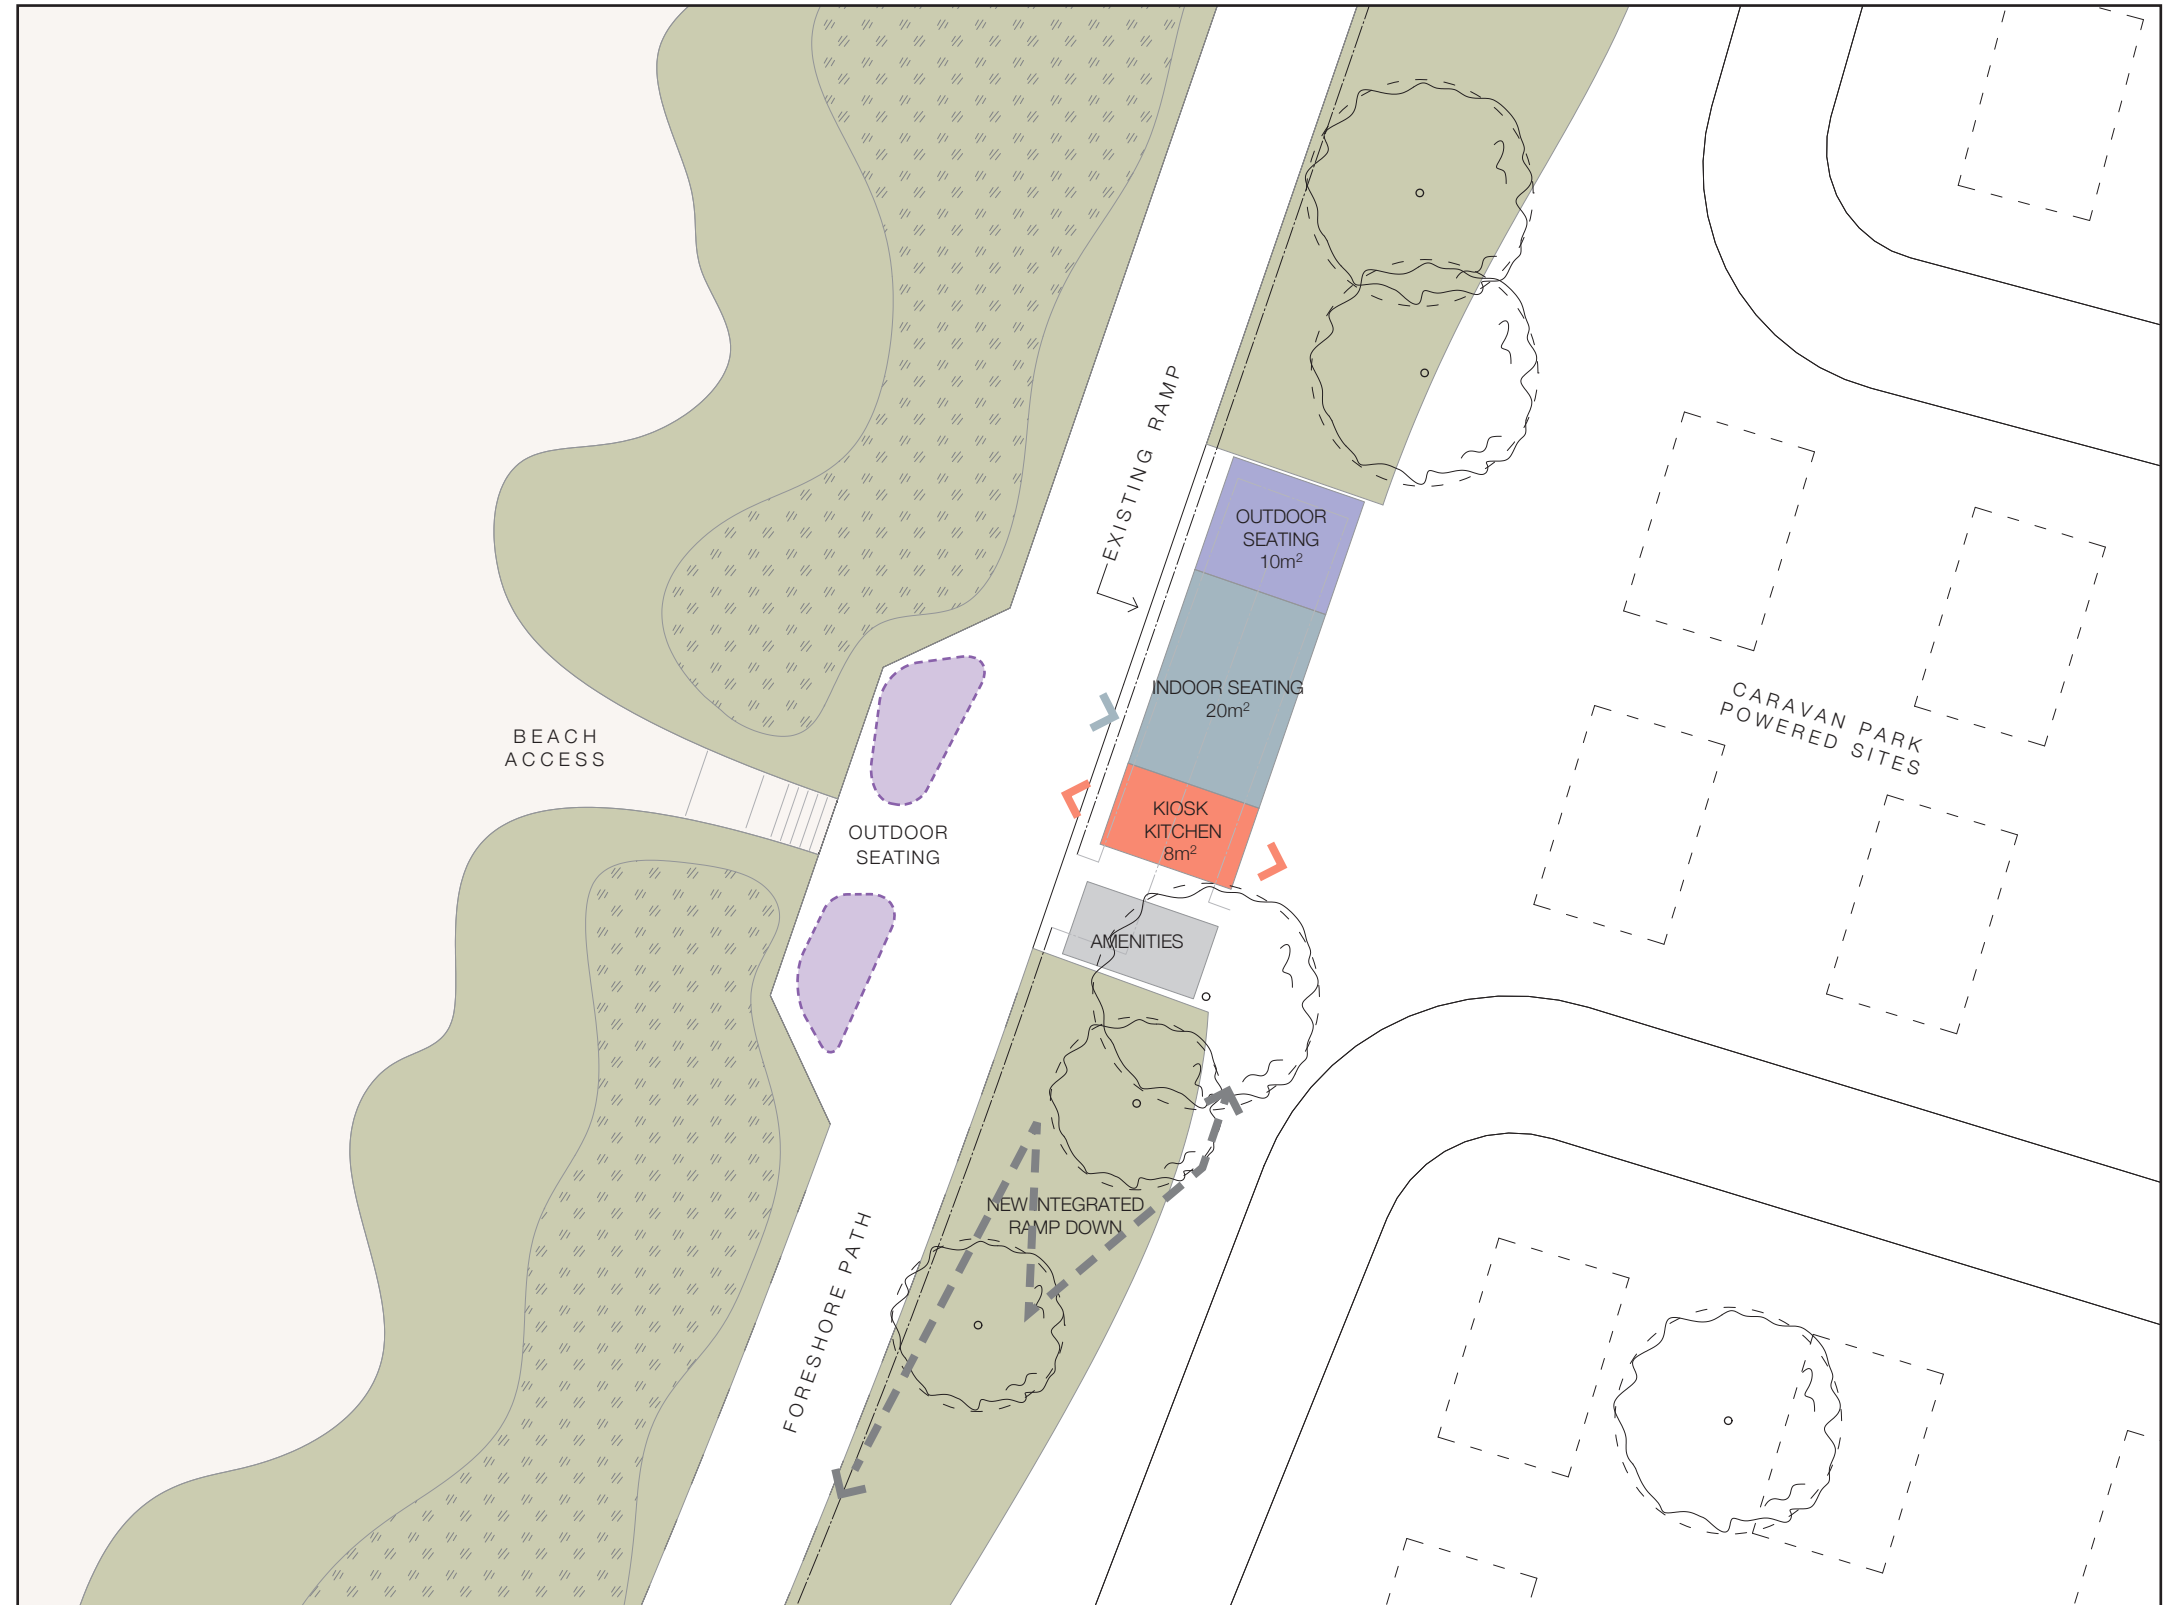 EXISTING RAMP
OUTDOOR
SEATING
10m²
INDOOR SEATING
20m²
CARAVAN PARK
POWERED SITES
BEACH
ACCESS
KIOSK
KITCHEN
8m²
OUTDOOR
SEATING
AMENITIES
NEW INTEGRATED
RAMP DOWN
FORESHORE PATH